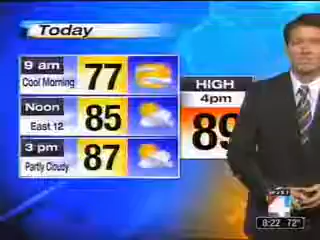 Today
9 am
Cool Morning
77
Noon
East 12
85
3 pm
Partly Cloudy
87
HIGH
4pm
89
4
8:22 72°